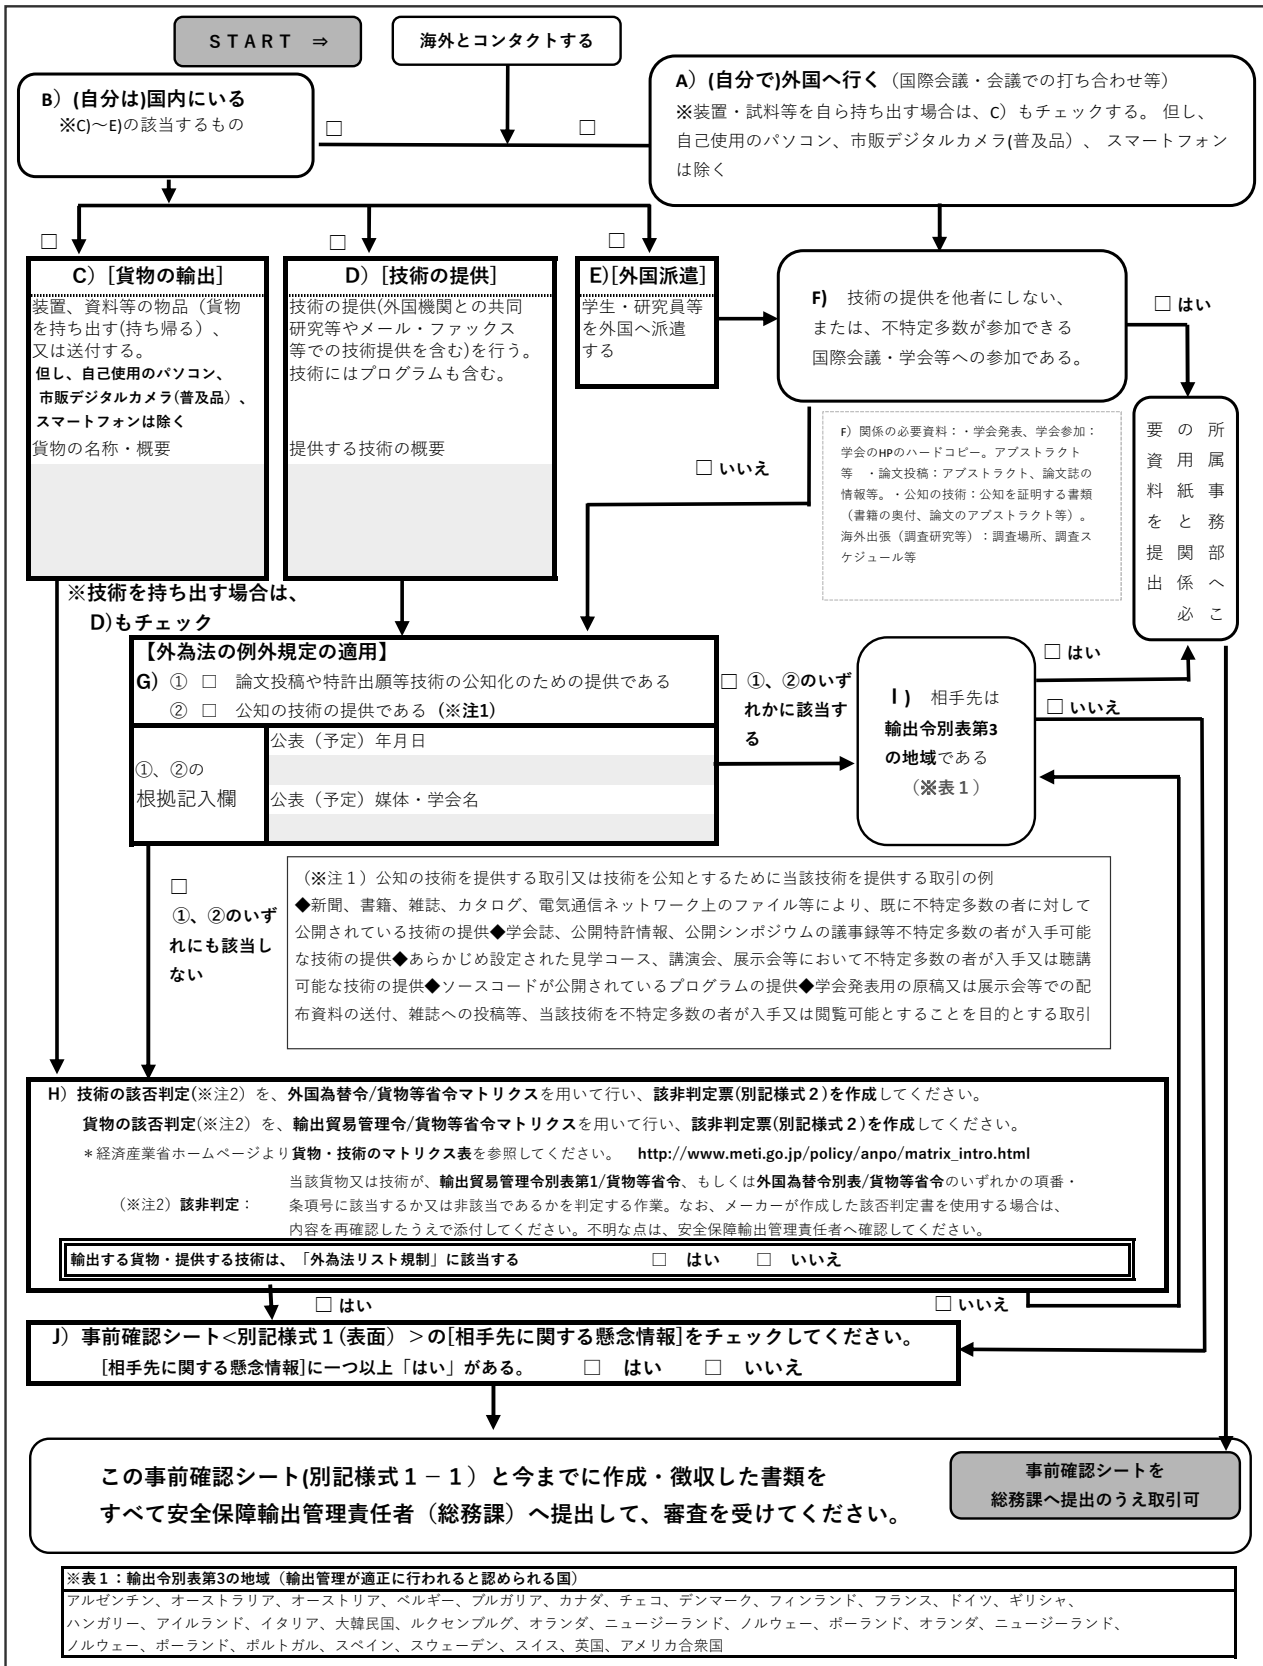 START ⇒
海外とコンタクトする
B）(自分は)国内にいる
※C)～E)の該当するもの
□
□
A）(自分で)外国へ行く（国際会議・会議での打ち合わせ等）
※装置・試料等を自ら持ち出す場合は、C）もチェックする。 但し、
自己使用のパソコン、市販デジタルカメラ(普及品）、 スマートフォン
は除く
□
□
□
C）[貨物の輸出]
装置、資料等の物品（貨物
を持ち出す(持ち帰る）、
又は送付する。
但し、自己使用のパソコン、
市販デジタルカメラ(普及品）、
スマートフォンは除く
貨物の名称・概要
D）[技術の提供]
技術の提供(外国機関との共同
研究等やメール・ファックス
等での技術提供を含む)を行う。
技術にはプログラムも含む。
提供する技術の概要
E)[外国派遣]
学生・研究員等
を外国へ派遣
する
F) 技術の提供を他者にしない、
または、不特定多数が参加できる
国際会議・学会等への参加である。
□ はい
□ いいえ
F）関係の必要資料：・学会発表、学会参加：
学会のHPのハードコピー。アブストラクト
等 ・論文投稿：アブストラクト、論文誌の
情報等。・公知の技術：公知を証明する書類
（書籍の奥付、論文のアブストラクト等）。
海外出張（調査研究等）：調査場所、調査ス
ケジュール等
所属事務部へこ
の用紙と関係必
要資料を提出
※技術を持ち出す場合は、
D)もチェック
【外為法の例外規定の適用】
G) ① □ 論文投稿や特許出願等技術の公知化のための提供である
② □ 公知の技術の提供である（※注1）
①、②の
根拠記入欄
公表（予定）年月日
公表（予定）媒体・学会名
□ ①、②のいず
れかに該当す
る
I ) 相手先は
輸出令別表第3
の地域である
（※表１）
□ はい
□ いいえ
□
①、②のいず
れにも該当し
ない
（※注１）公知の技術を提供する取引又は技術を公知とするために当該技術を提供する取引の例
◆新聞、書籍、雑誌、カタログ、電気通信ネットワーク上のファイル等により、既に不特定多数の者に対して
公開されている技術の提供◆学会誌、公開特許情報、公開シンポジウムの議事録等不特定多数の者が入手可能
な技術の提供◆あらかじめ設定された見学コース、講演会、展示会等において不特定多数の者が入手又は聴講
可能な技術の提供◆ソースコードが公開されているプログラムの提供◆学会発表用の原稿又は展示会等での配
布資料の送付、雑誌への投稿等、当該技術を不特定多数の者が入手又は閲覧可能とすることを目的とする取引
H）技術の該否判定(※注2）を、外国為替令/貨物等省令マトリクスを用いて行い、該非判定票(別記様式２)を作成してください。
貨物の該否判定(※注2）を、輸出貿易管理令/貨物等省令マトリクスを用いて行い、該非判定票(別記様式２)を作成してください。
＊経済産業省ホームページより貨物・技術のマトリクス表を参照してください。 http://www.meti.go.jp/policy/anpo/matrix_intro.html
当該貨物又は技術が、輸出貿易管理令別表第1/貨物等省令、もしくは外国為替令別表/貨物等省令のいずれかの項番・
（※注2）該非判定： 条項号に該当するか又は非該当であるかを判定する作業。なお、メーカーが作成した該否判定書を使用する場合は、
内容を再確認したうえで添付してください。不明な点は、安全保障輸出管理責任者へ確認してください。
輸出する貨物・提供する技術は、「外為法リスト規制」に該当する □ はい □ いいえ
□ はい
□ いいえ
J）事前確認シート<別記様式１(表面）＞の[相手先に関する懸念情報]をチェックしてください。
[相手先に関する懸念情報]に一つ以上「はい」がある。 □ はい □ いいえ
この事前確認シート(別記様式１－１）と今までに作成・徴収した書類を
すべて安全保障輸出管理責任者（総務課）へ提出して、審査を受けてください。
事前確認シートを
総務課へ提出のうえ取引可
※表１：輸出令別表第3の地域（輸出管理が適正に行われると認められる国）
アルゼンチン、オーストラリア、オーストリア、ベルギー、ブルガリア、カナダ、チェコ、デンマーク、フィンランド、フランス、ドイツ、ギリシャ、
ハンガリー、アイルランド、イタリア、大韓民国、ルクセンブルグ、オランダ、ニュージーランド、ノルウェー、ポーランド、オランダ、ニュージーランド、
ノルウェー、ポーランド、ポルトガル、スペイン、スウェーデン、スイス、英国、アメリカ合衆国